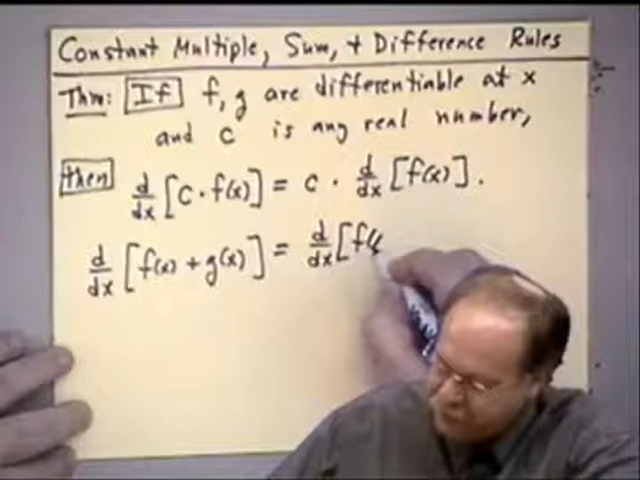 Constant Multiple, Sum, + Difference Rules
Thm: If f, g are differentiable at x
and c is any real number,
then d/dx [c · f(x)] = c · d/dx [f(x)].
d/dx [f(x) + g(x)] = d/dx [f(